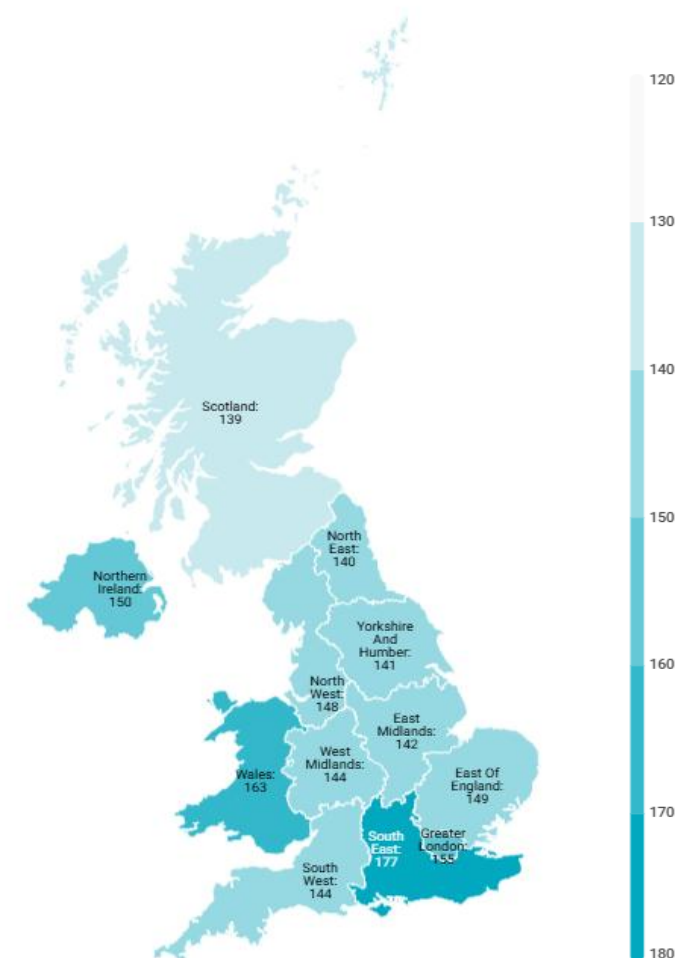 120
130
140
150
160
170
180
Scotland:
139
North
East:
140
Northern
Ireland:
150
Yorkshire
And
Humber:
141
North
West:
148
East
Midlands:
142
West
Midlands:
144
Wales:
163
East Of
England:
149
South
East:
177
Greater
London:
155
South
West:
144